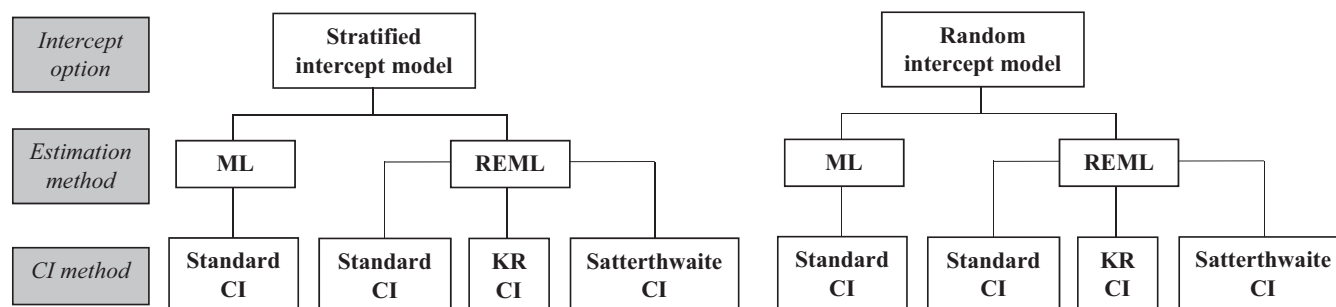 Intercept
option
Stratified
intercept model
Random
intercept model
Estimation
method
ML
REML
ML
REML
CI method
Standard
CI
Standard
CI
KR
CI
Satterthwaite
CI
Standard
CI
Standard
CI
KR
CI
Satterthwaite
CI